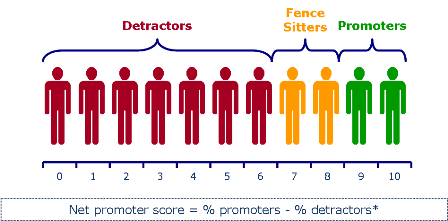 Detractors
Fence
Sitters
Promoters
0 1 2 3 4 5 6 7 8 9 10
Net promoter score = % promoters - % detractors*